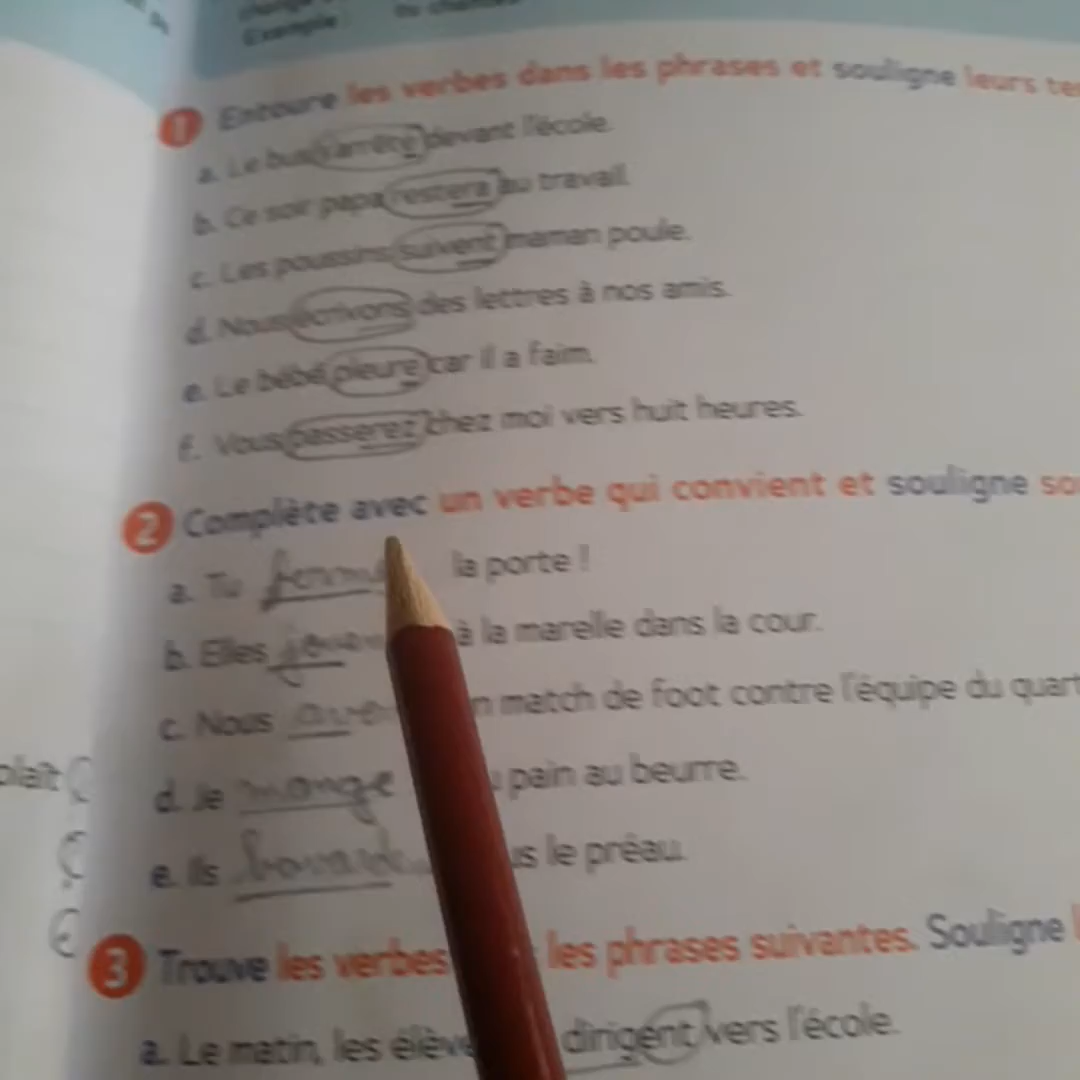 Exemple
1 Entoure les verbes dans les phrases et souligne leurs
a. Le bus s'arrête devant l'école.
b. Ce soir papa restera au travail.
c. Les poussins suivent maman poule.
d. Nous écrivons des lettres à nos amis.
e. Le bébé pleure car il a faim.
f. Vous passerez chez moi vers huit heures.
2 Complète avec un verbe qui convient et souligne
a. Tu la porte !
b. Elles à la marelle dans la cour.
c. Nous match de foot contre l'équipe du
d. Je mange pain au beurre.
e. Ils le préau.
3 Trouve les verbes les phrases suivantes. Souligne
a. Le matin, les dirigent vers l'école.